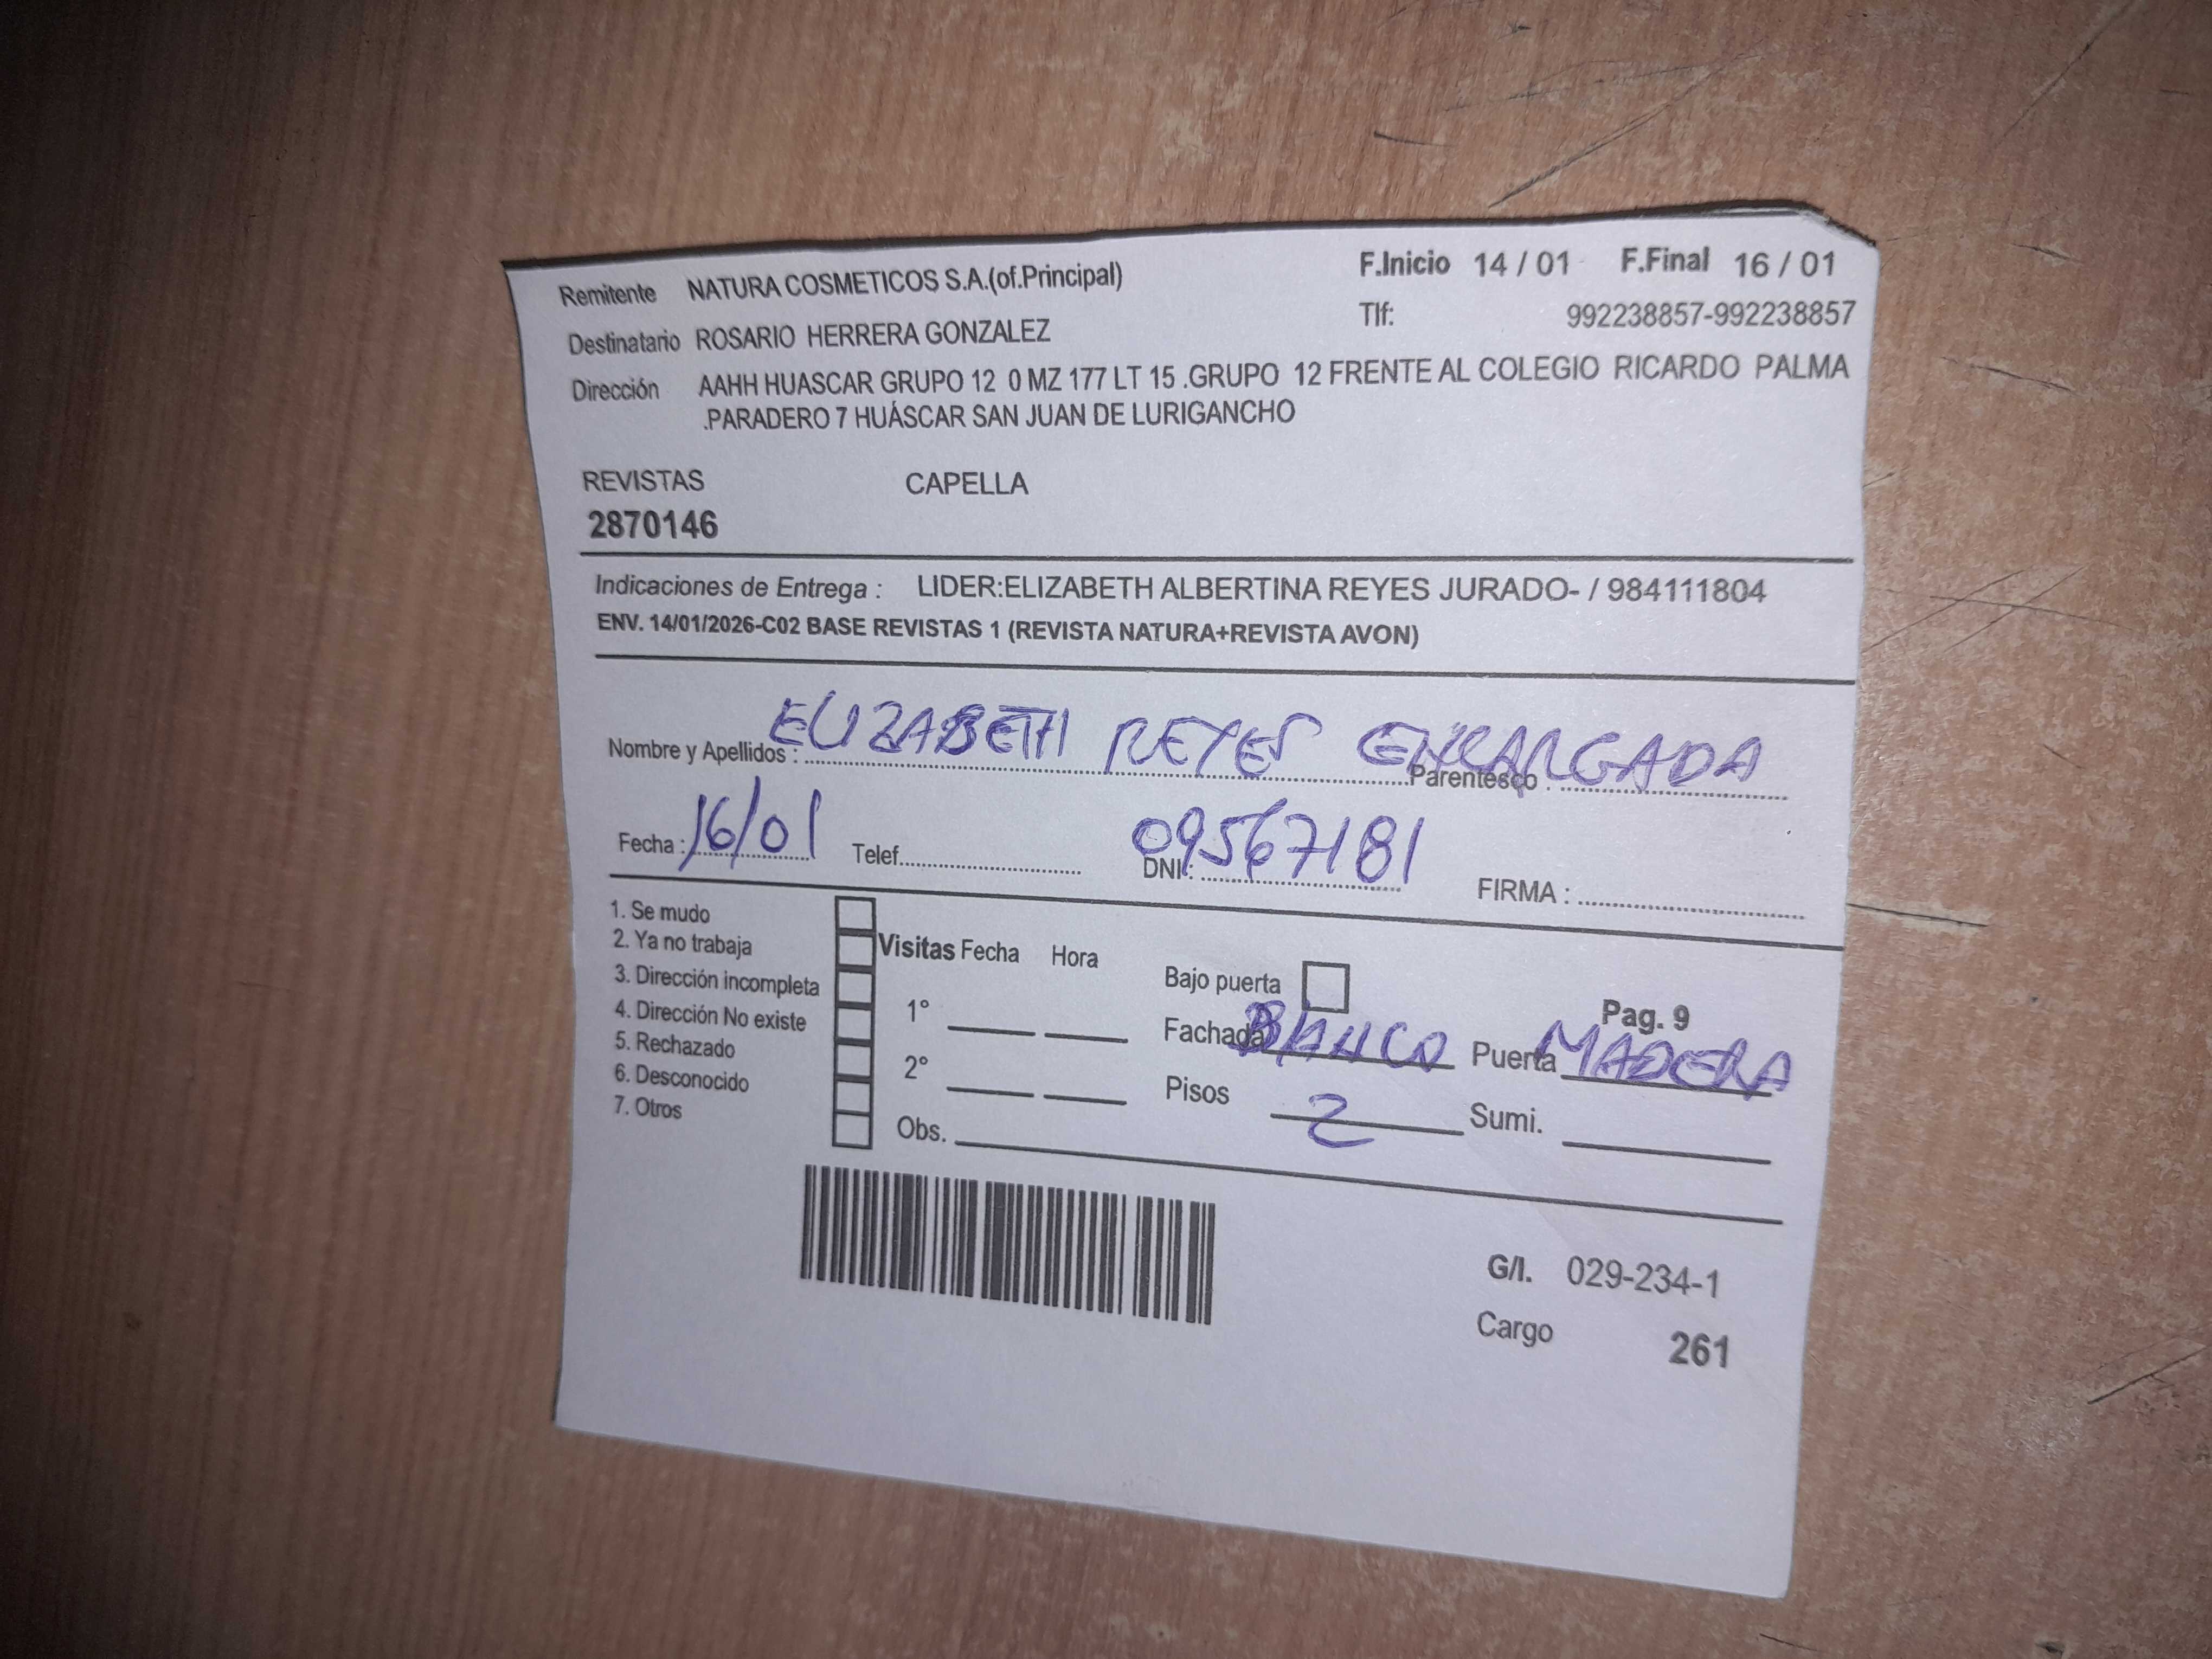 Remitente NATURA COSMETICOS S.A.(of.Principal) F.Inicio 14 / 01 F.Final 16 / 01
Destinatario ROSARIO HERRERA GONZALEZ Tlf: 992238857-992238857
Dirección AAHH HUASCAR GRUPO 12 0 MZ 177 LT 15 .GRUPO 12 FRENTE AL COLEGIO RICARDO PALMA
.PARADERO 7 HUÁSCAR SAN JUAN DE LURIGANCHO
REVISTAS CAPELLA
2870146
Indicaciones de Entrega : LIDER:ELIZABETH ALBERTINA REYES JURADO- / 984111804
ENV. 14/01/2026-C02 BASE REVISTAS 1 (REVISTA NATURA+REVISTA AVON)
Nombre y Apellidos : ELIZABETH REYES Parentesco : ENCARGADA
Fecha : 16/01 Telef. DNI : 09567181 FIRMA :
1. Se mudo
2. Ya no trabaja Visitas Fecha Hora Bajo puerta Pag. 9
3. Dirección incompleta 1° Fachada BLANCO Puerta MADERA
4. Dirección No existe
5. Rechazado 2° Pisos 2 Sumi.
6. Desconocido
7. Otros Obs.
G/I. 029-234-1
Cargo 261